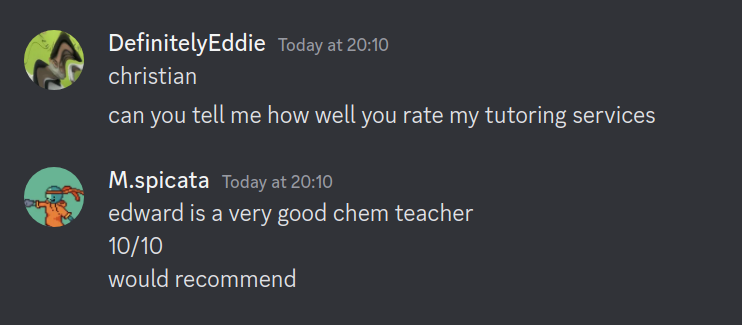 DefinitelyEddie Today at 20:10
christian
can you tell me how well you rate my tutoring services
M.spicata Today at 20:10
edward is a very good chem teacher
10/10
would recommend